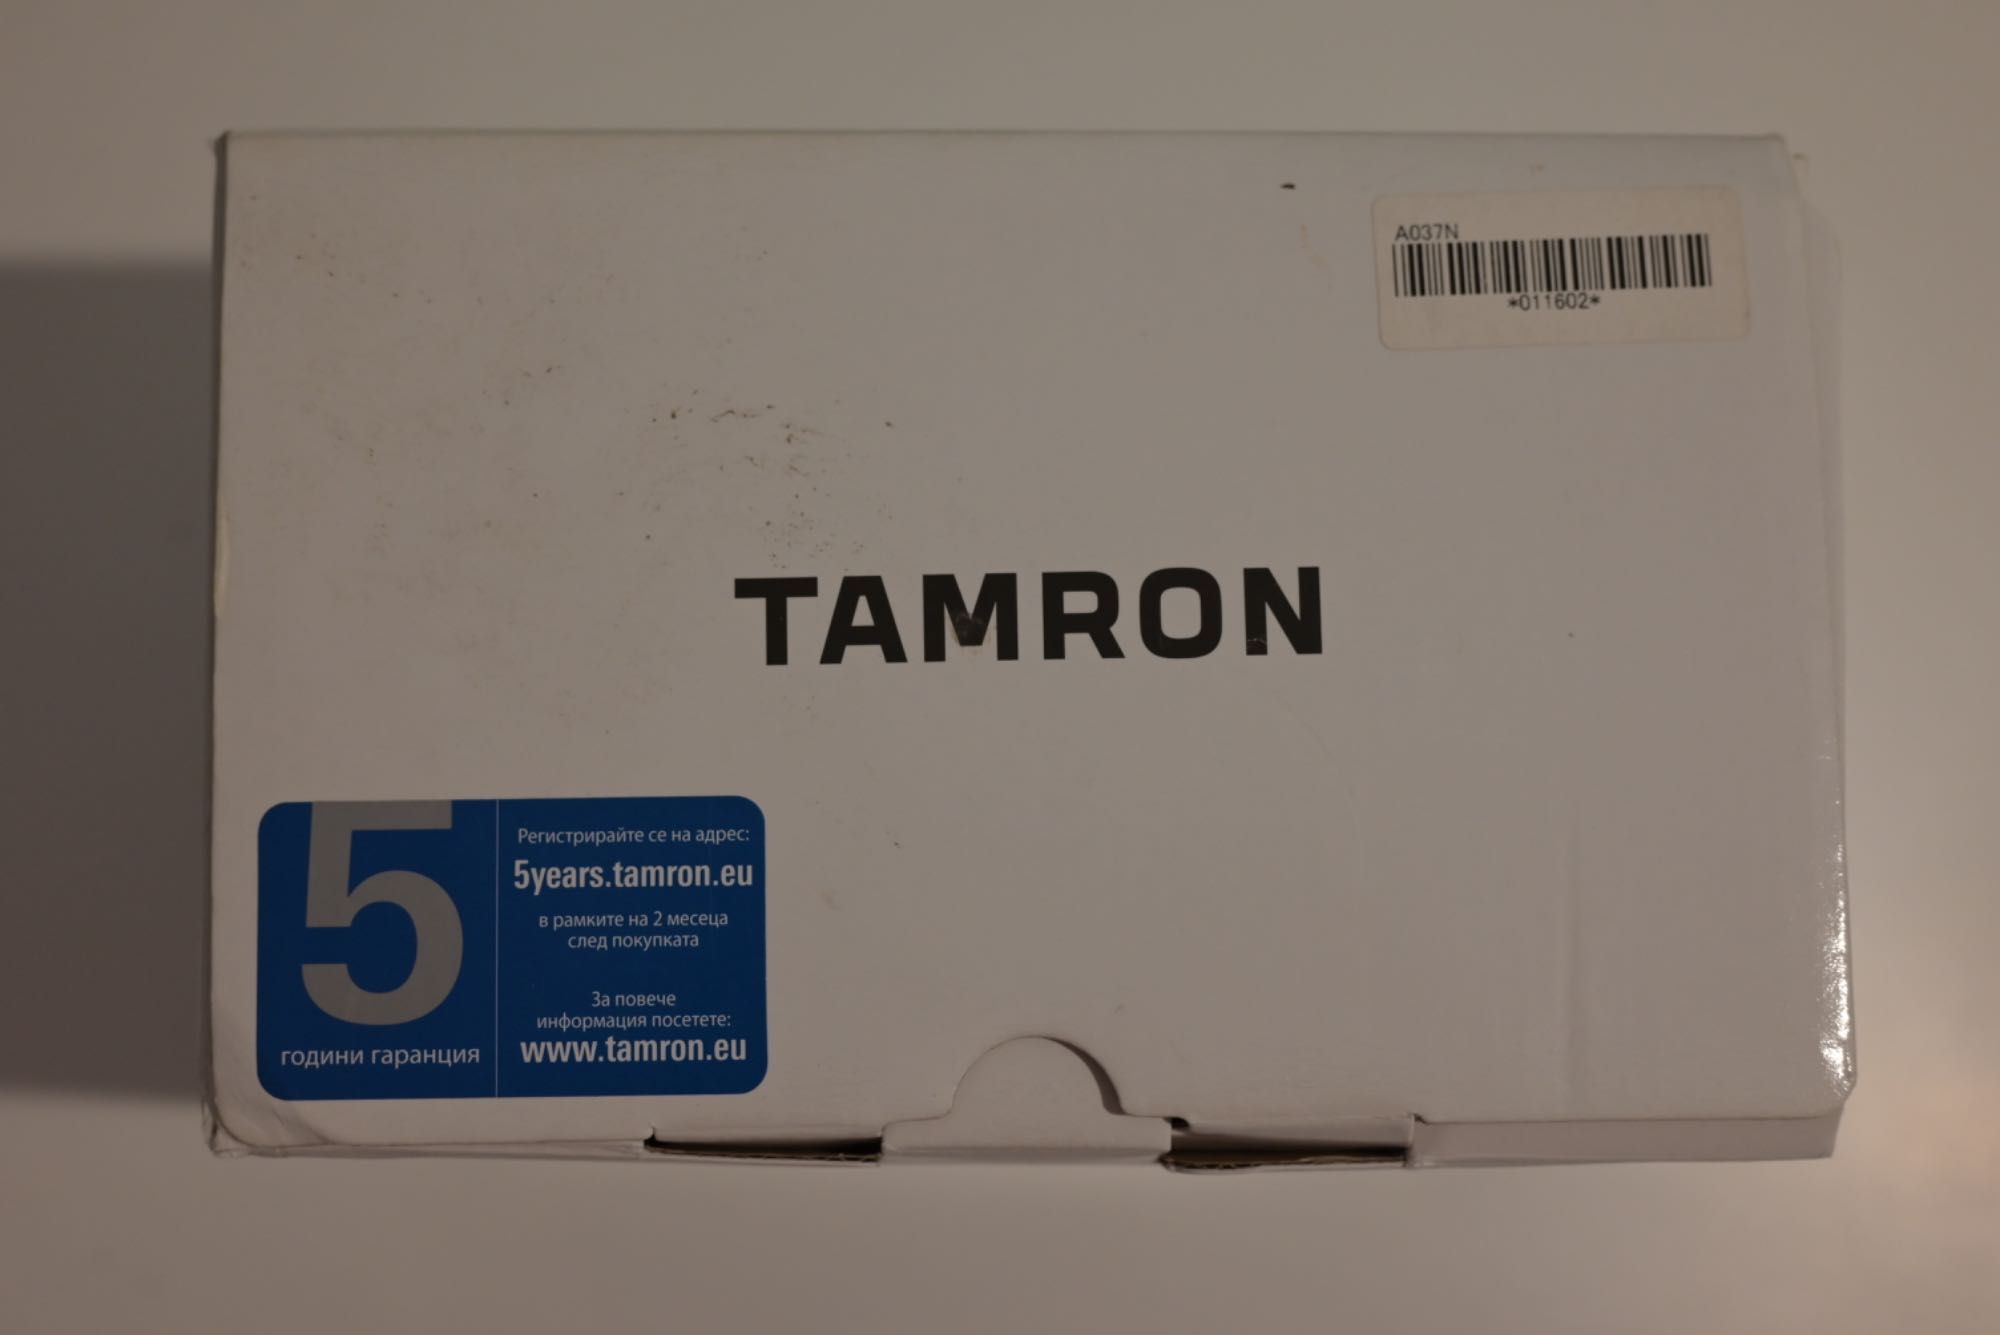 A037N
*011602*
TAMRON
5
години гаранция
Регистрирайте се на адрес:
5years.tamron.eu
в рамките на 2 месеца
след покупката
За повече
информация посетете:
www.tamron.eu